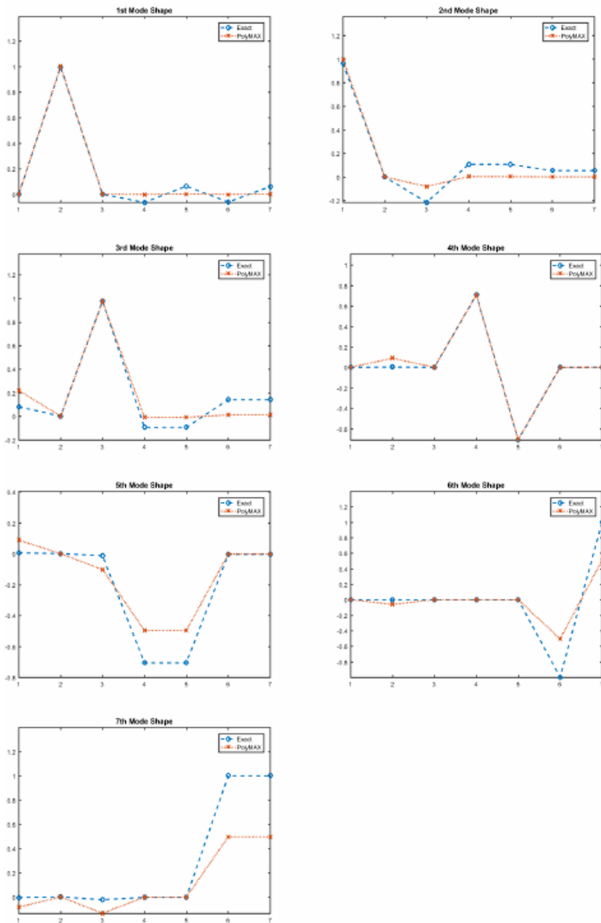 1st Mode Shape
Exact
PolyMAX
1.2
1
0.8
0.6
0.4
0.2
0
1 2 3 4 5 6 7
2nd Mode Shape
Exact
PolyMAX
1.2
1
0.8
0.6
0.4
0.2
0
-0.2
1 2 3 4 5 6 7
3rd Mode Shape
Exact
PolyMAX
1.2
1
0.8
0.6
0.4
0.2
0
-0.2
1 2 3 4 5 6 7
4th Mode Shape
Exact
PolyMAX
1
0.8
0.6
0.4
0.2
0
-0.2
-0.4
-0.6
1 2 3 4 5 6 7
5th Mode Shape
Exact
PolyMAX
0.4
0.2
0
-0.2
-0.4
-0.6
-0.8
1 2 3 4 5 6 7
6th Mode Shape
Exact
PolyMAX
1.2
1
0.8
0.6
0.4
0.2
0
-0.2
-0.4
-0.6
-0.8
1 2 3 4 5 6
7th Mode Shape
Exact
PolyMAX
1.2
1
0.8
0.6
0.4
0.2
0
1 2 3 4 5 6 7